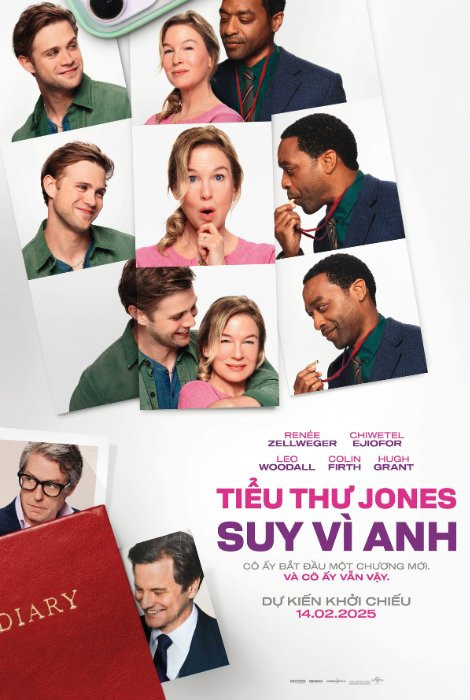 RENÉE ZELLWEGER
CHIWETEL EJIOFOR
LEO WOODALL
COLIN FIRTH
HUGH GRANT
TIỂU THƯ JONES
SUY VÌ ANH
CÔ ẤY BẮT ĐẦU MỘT CHƯƠNG MỚI.
VÀ CÔ ẤY VẪN VẬY.
DỰ KIẾN KHỞI CHIẾU
14.02.2025
DIARY